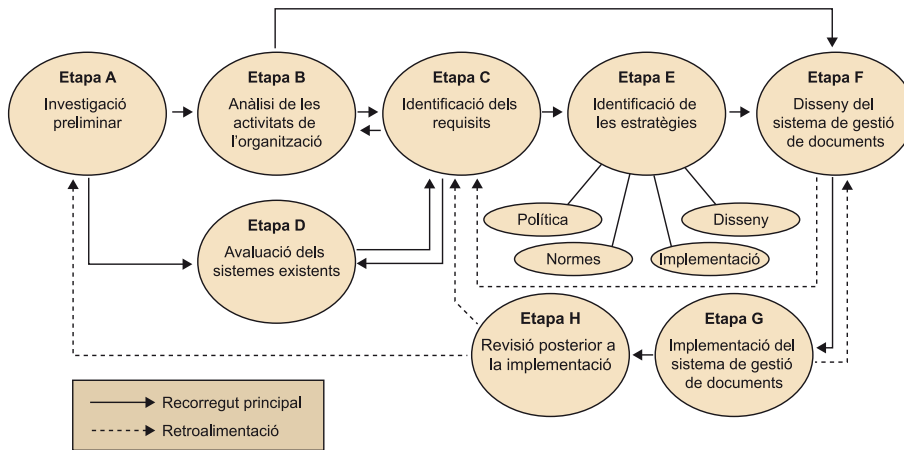 Etapa A
Investigació
preliminar
Etapa B
Anàlisi de les
activitats de
l'organització
Etapa C
Identificació dels
requisits
Etapa E
Identificació de
les estratègies
Etapa F
Disseny del
sistema de gestió
de documents
Etapa D
Avaluació dels
sistemes existents
Política
Disseny
Normes
Implementació
Etapa H
Revisió posterior a
la implementació
Etapa G
Implementació del
sistema de gestió
de documents
Recorregut principal
Retroalimentació